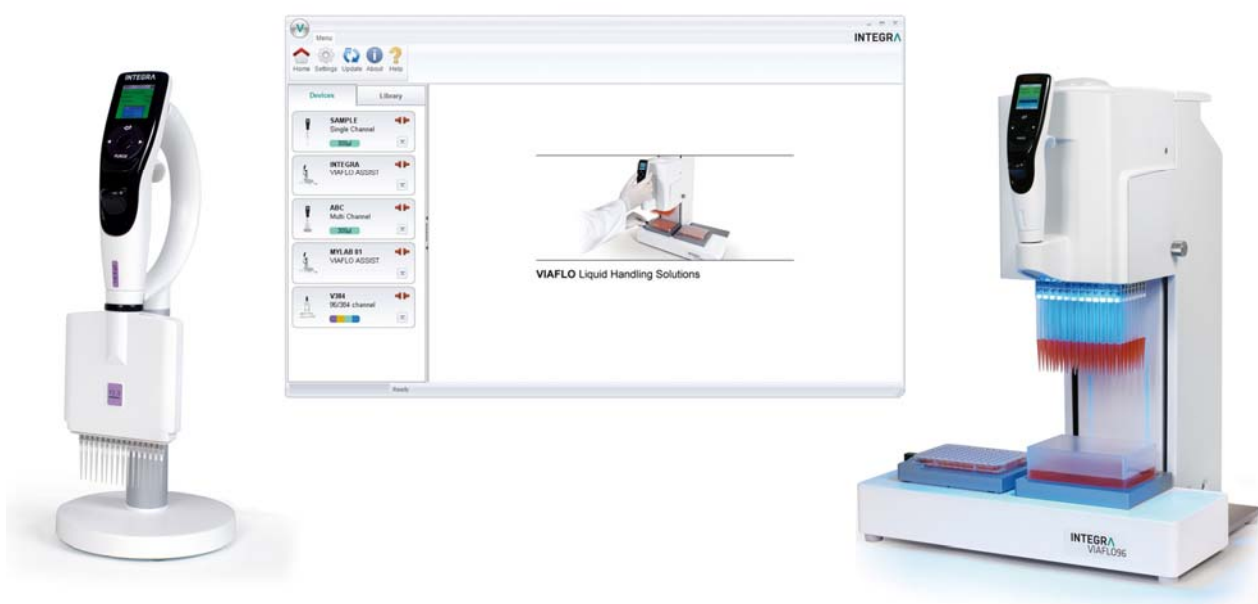 INTEGRA
PURGE
Menu
INTEGRA
Home Settings Update About Help
Devices Library
SAMPLE
Single Channel
300µl
INTEGRA
VIAFLO ASSIST
ABC
Multi Channel
300µl
MYLAB 01
VIAFLO ASSIST
V384
96/384 channel
VIAFLO Liquid Handling Solutions
Ready
INTEGRA
VIAFLO96